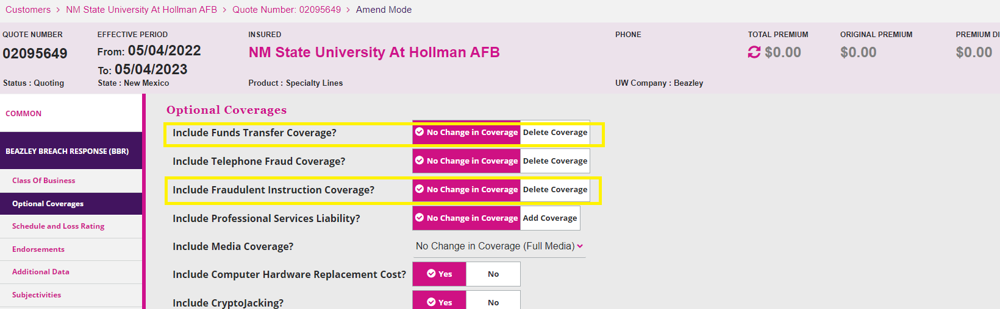 Customers > NM State University At Hollman AFB > Quote Number: 02095649 > Amend Mode
QUOTE NUMBER
02095649
Status : Quoting
EFFECTIVE PERIOD
From: 05/04/2022
To: 05/04/2023
State : New Mexico
INSURED
NM State University At Hollman AFB
Product : Specialty Lines
PHONE
UW Company : Beazley
TOTAL PREMIUM
$0.00
ORIGINAL PREMIUM
$0.00
PREMIUM DI
$0.00
COMMON
BEAZLEY BREACH RESPONSE (BBR)
Class Of Business
Optional Coverages
Schedule and Loss Rating
Endorsements
Additional Data
Subjectivities
Optional Coverages
Include Funds Transfer Coverage? No Change in Coverage Delete Coverage
Include Telephone Fraud Coverage? No Change in Coverage Delete Coverage
Include Fraudulent Instruction Coverage? No Change in Coverage Delete Coverage
Include Professional Services Liability? No Change in Coverage Add Coverage
Include Media Coverage? No Change in Coverage (Full Media)
Include Computer Hardware Replacement Cost? Yes No
Include CryptoJacking? Yes No